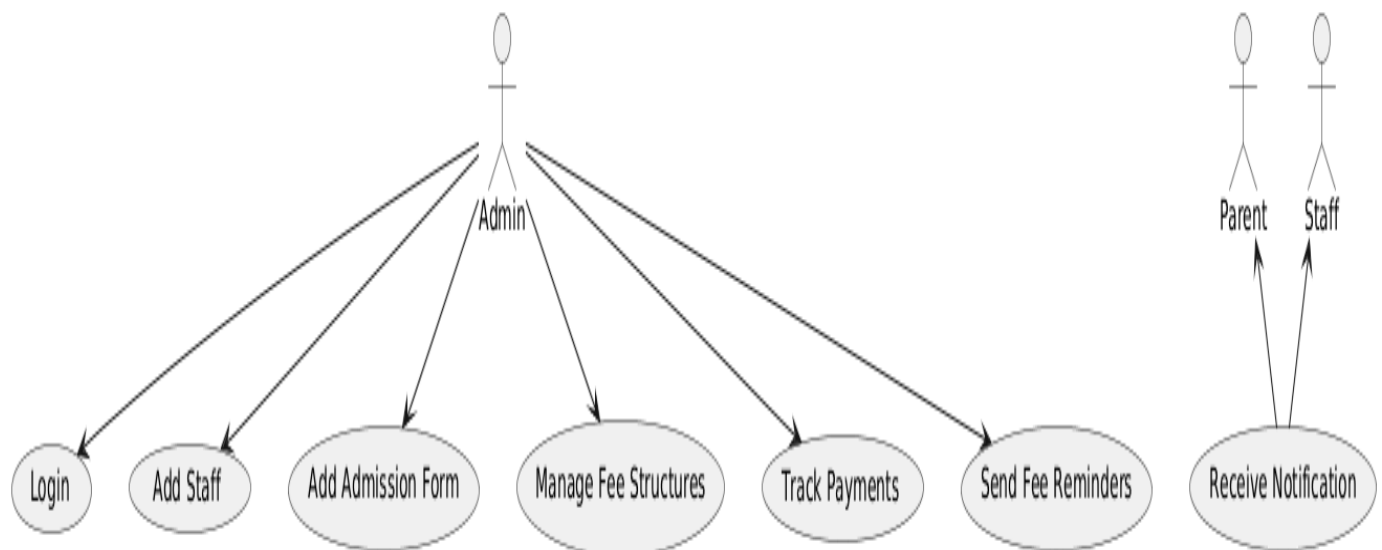 Admin
Parent
Staff
Login
Add Staff
Add Admission Form
Manage Fee Structures
Track Payments
Send Fee Reminders
Receive Notification